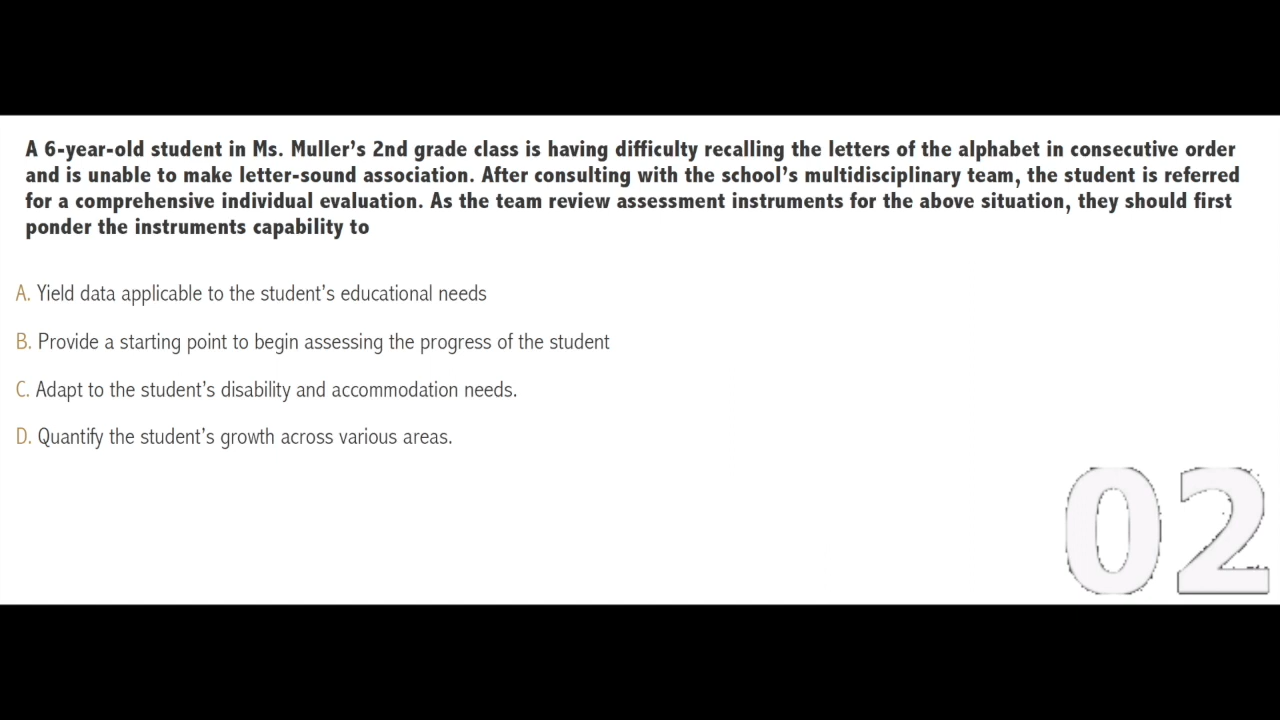 A 6-year-old student in Ms. Muller's 2nd grade class is having difficulty recalling the letters of the alphabet in consecutive order
and is unable to make letter-sound association. After consulting with the school's multidisciplinary team, the student is referred
for a comprehensive individual evaluation. As the team review assessment instruments for the above situation, they should first
ponder the instruments capability to
A. Yield data applicable to the student's educational needs
B. Provide a starting point to begin assessing the progress of the student
C. Adapt to the student's disability and accommodation needs.
D. Quantify the student's growth across various areas.
02